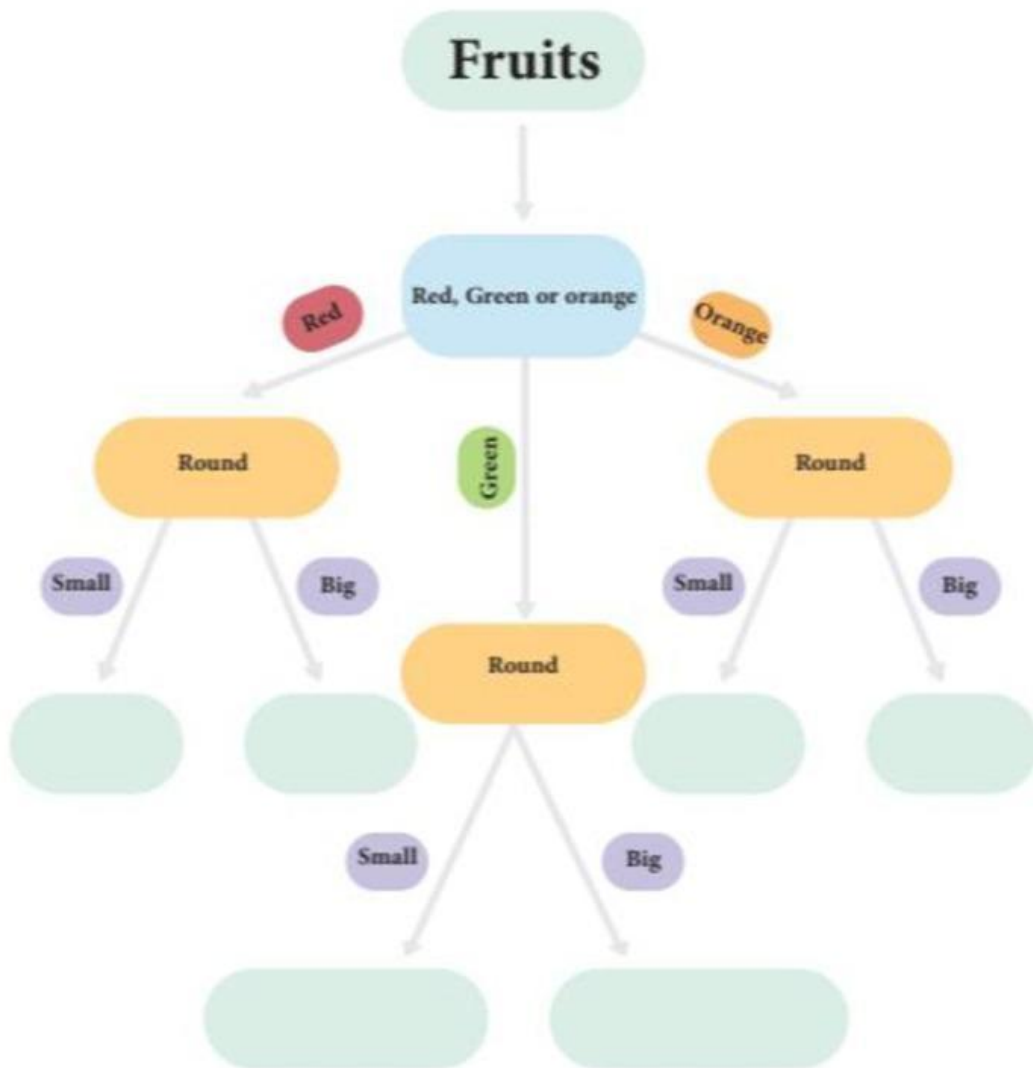 Fruits
Red, Green or orange
Red
Orange
Green
Round
Round
Small
Big
Small
Big
Round
Small
Big